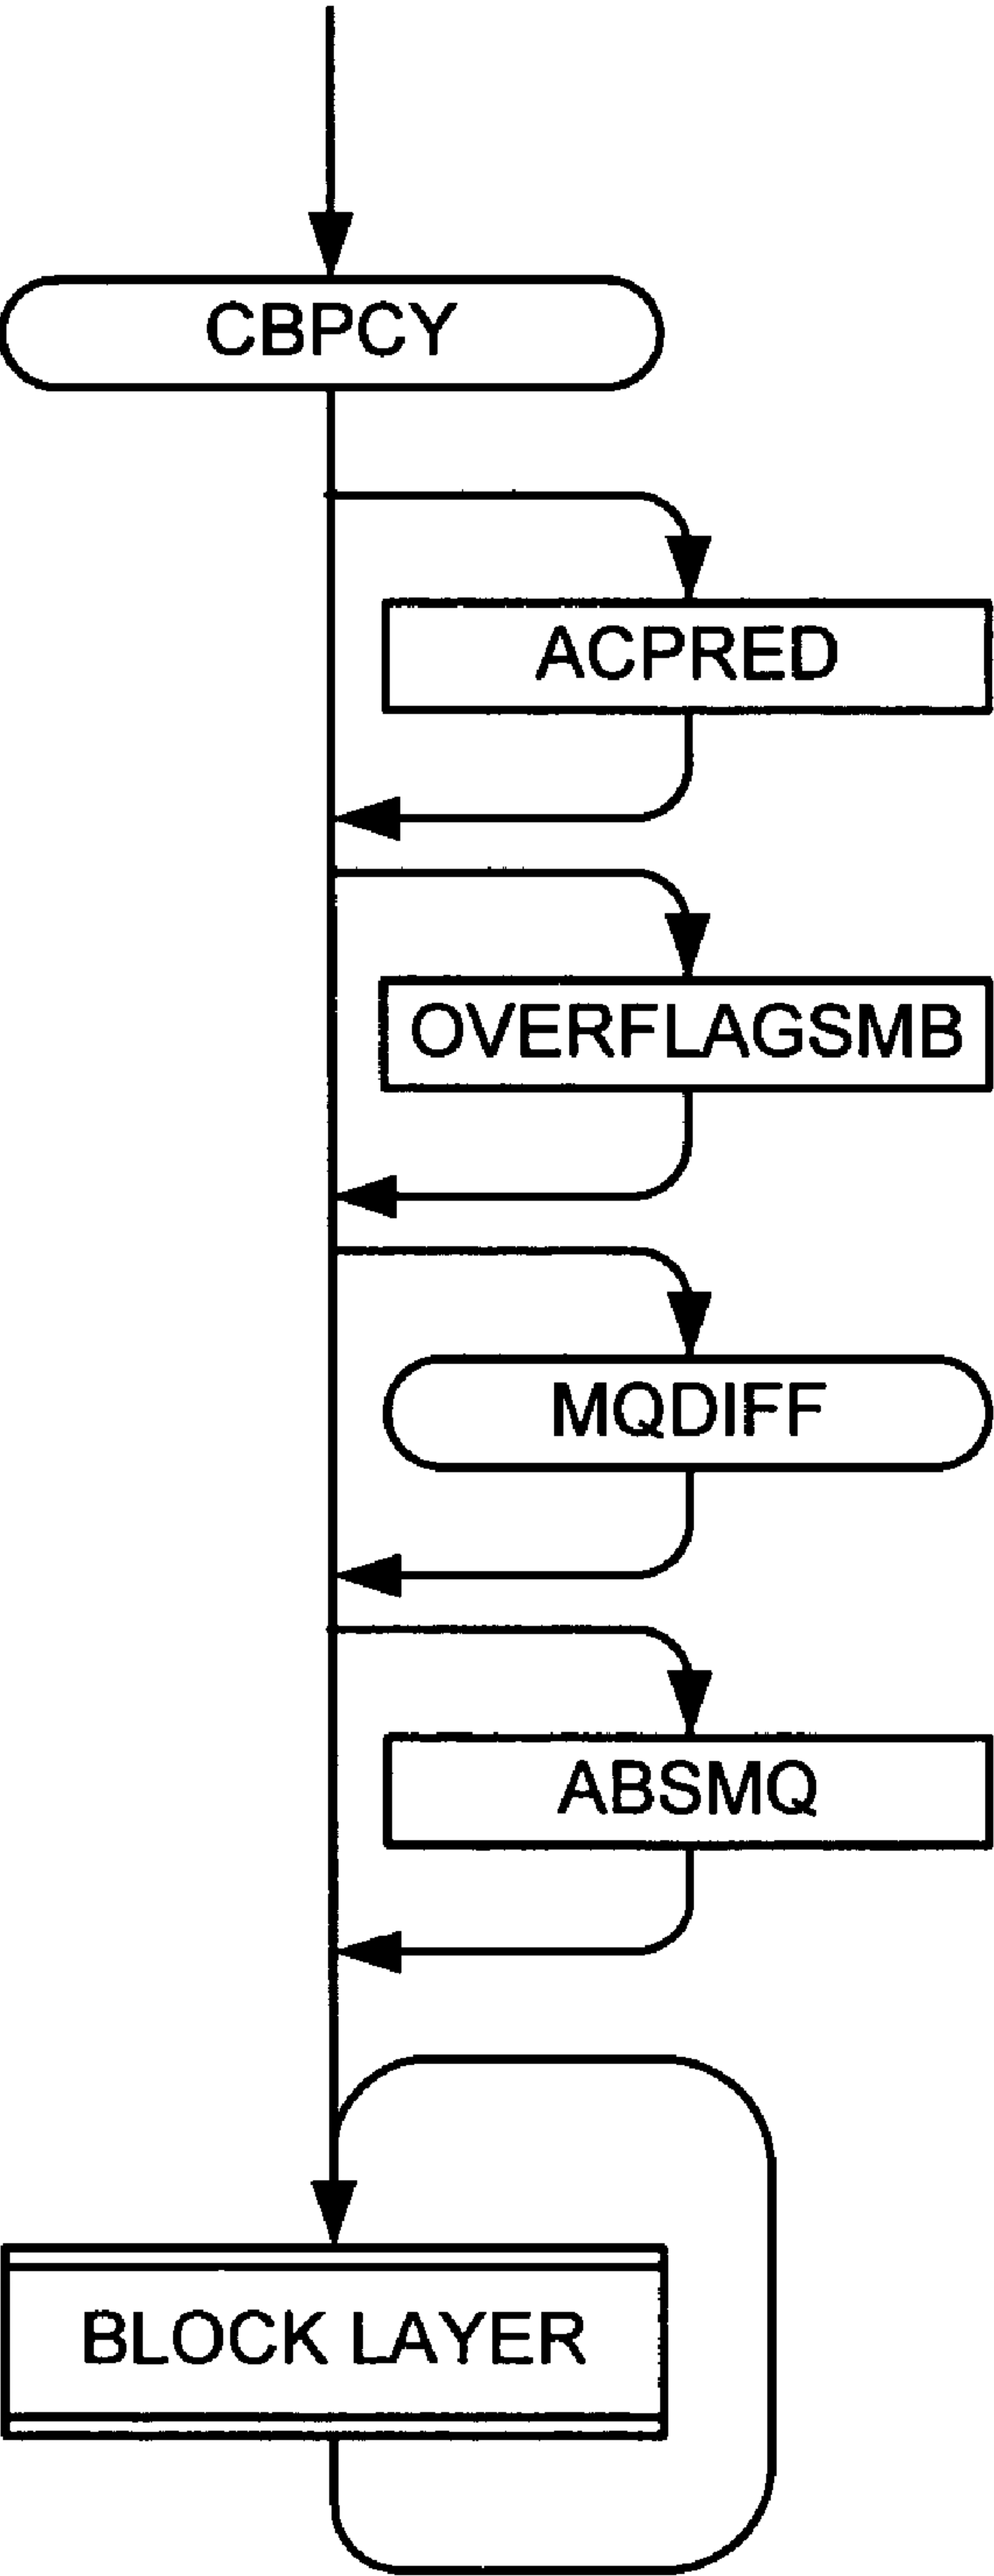 CBPCY
ACPRED
OVERFLAGSMB
MQDIFF
ABSMQ
BLOCK LAYER